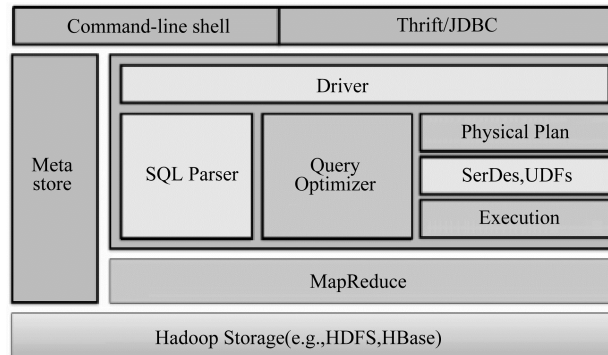 Command-line shell
Thrift/JDBC
Meta
store
Driver
SQL Parser
Query
Optimizer
Physical Plan
SerDes,UDFs
Execution
MapReduce
Hadoop Storage(e.g.,HDFS,HBase)